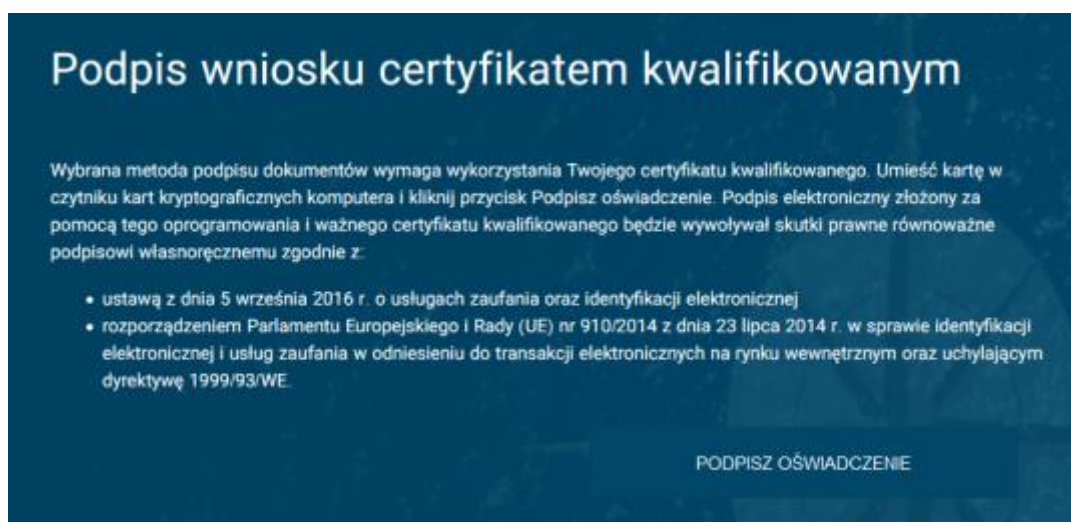 Podpis wniosku certyfikatem kwalifikowanym
Wybrana metoda podpisu dokumentów wymaga wykorzystania Twojego certyfikatu kwalifikowanego. Umieść kartę w
czytniku kart kryptograficznych komputera i kliknij przycisk Podpisz oświadczenie. Podpis elektroniczny złożony za
pomocą tego oprogramowania i ważnego certyfikatu kwalifikowanego będzie wywoływał skutki prawne równoważne
podpisowi własnoręcznemu zgodnie z:
• ustawą z dnia 5 września 2016 r. o usługach zaufania oraz identyfikacji elektronicznej
• rozporządzeniem Parlamentu Europejskiego i Rady (UE) nr 910/2014 z dnia 23 lipca 2014 r. w sprawie identyfikacji
elektronicznej i usług zaufania w odniesieniu do transakcji elektronicznych na rynku wewnętrznym oraz uchylającym
dyrektywę 1999/93/WE.
PODPISZ OŚWIADCZENIE